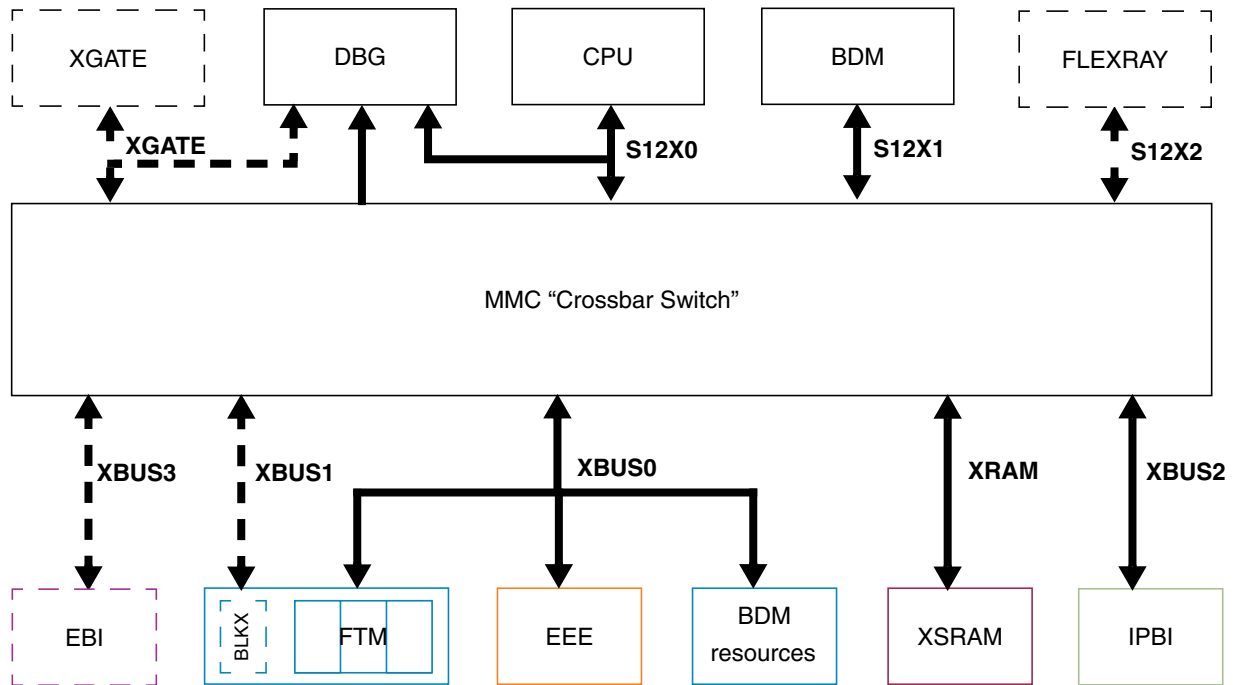 XGATE
DBG
CPU
BDM
FLEXRAY
XGATE
S12X0
S12X1
S12X2
MMC “Crossbar Switch”
XBUS3
XBUS1
XBUS0
XRAM
XBUS2
EBI
BLKX
FTM
EEE
BDM
resources
XSRAM
IPBI